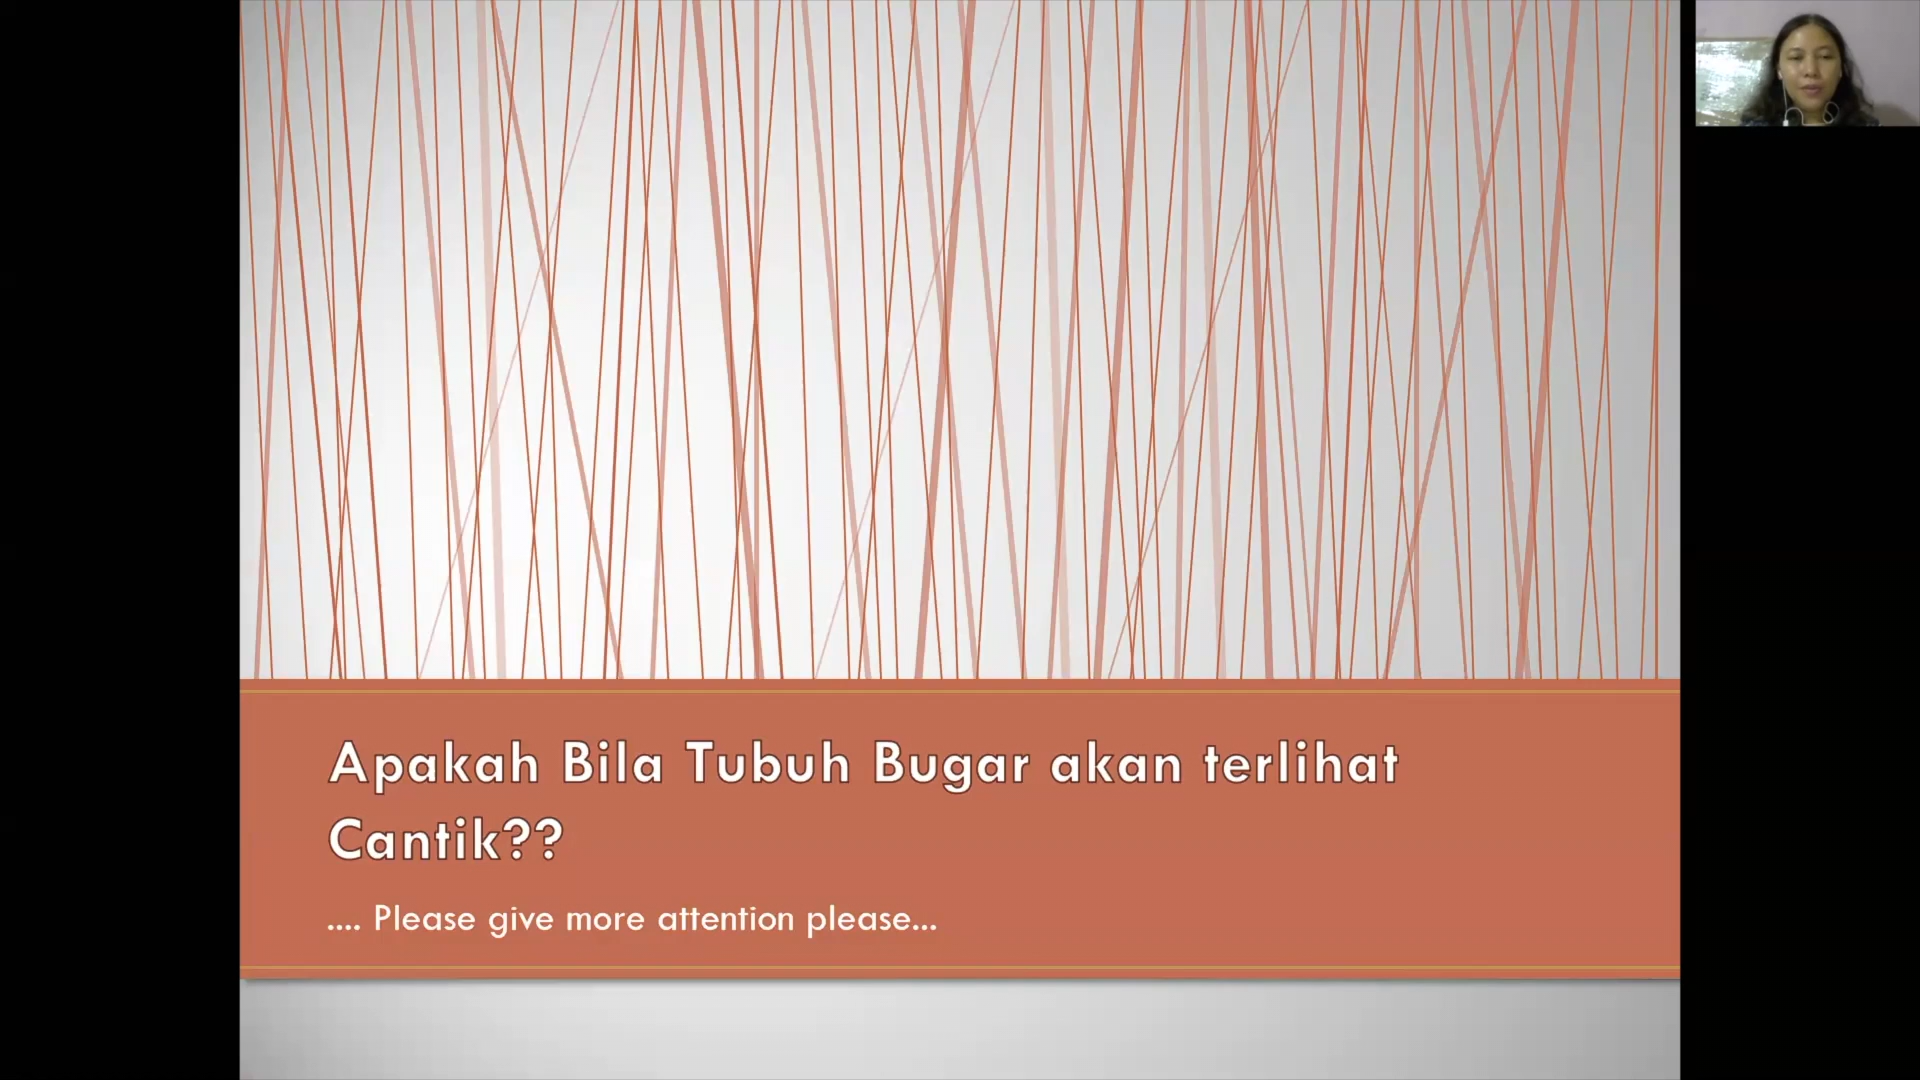 Apakah Bila Tubuh Bugar akan terlihat
Cantik??
.... Please give more attention please...